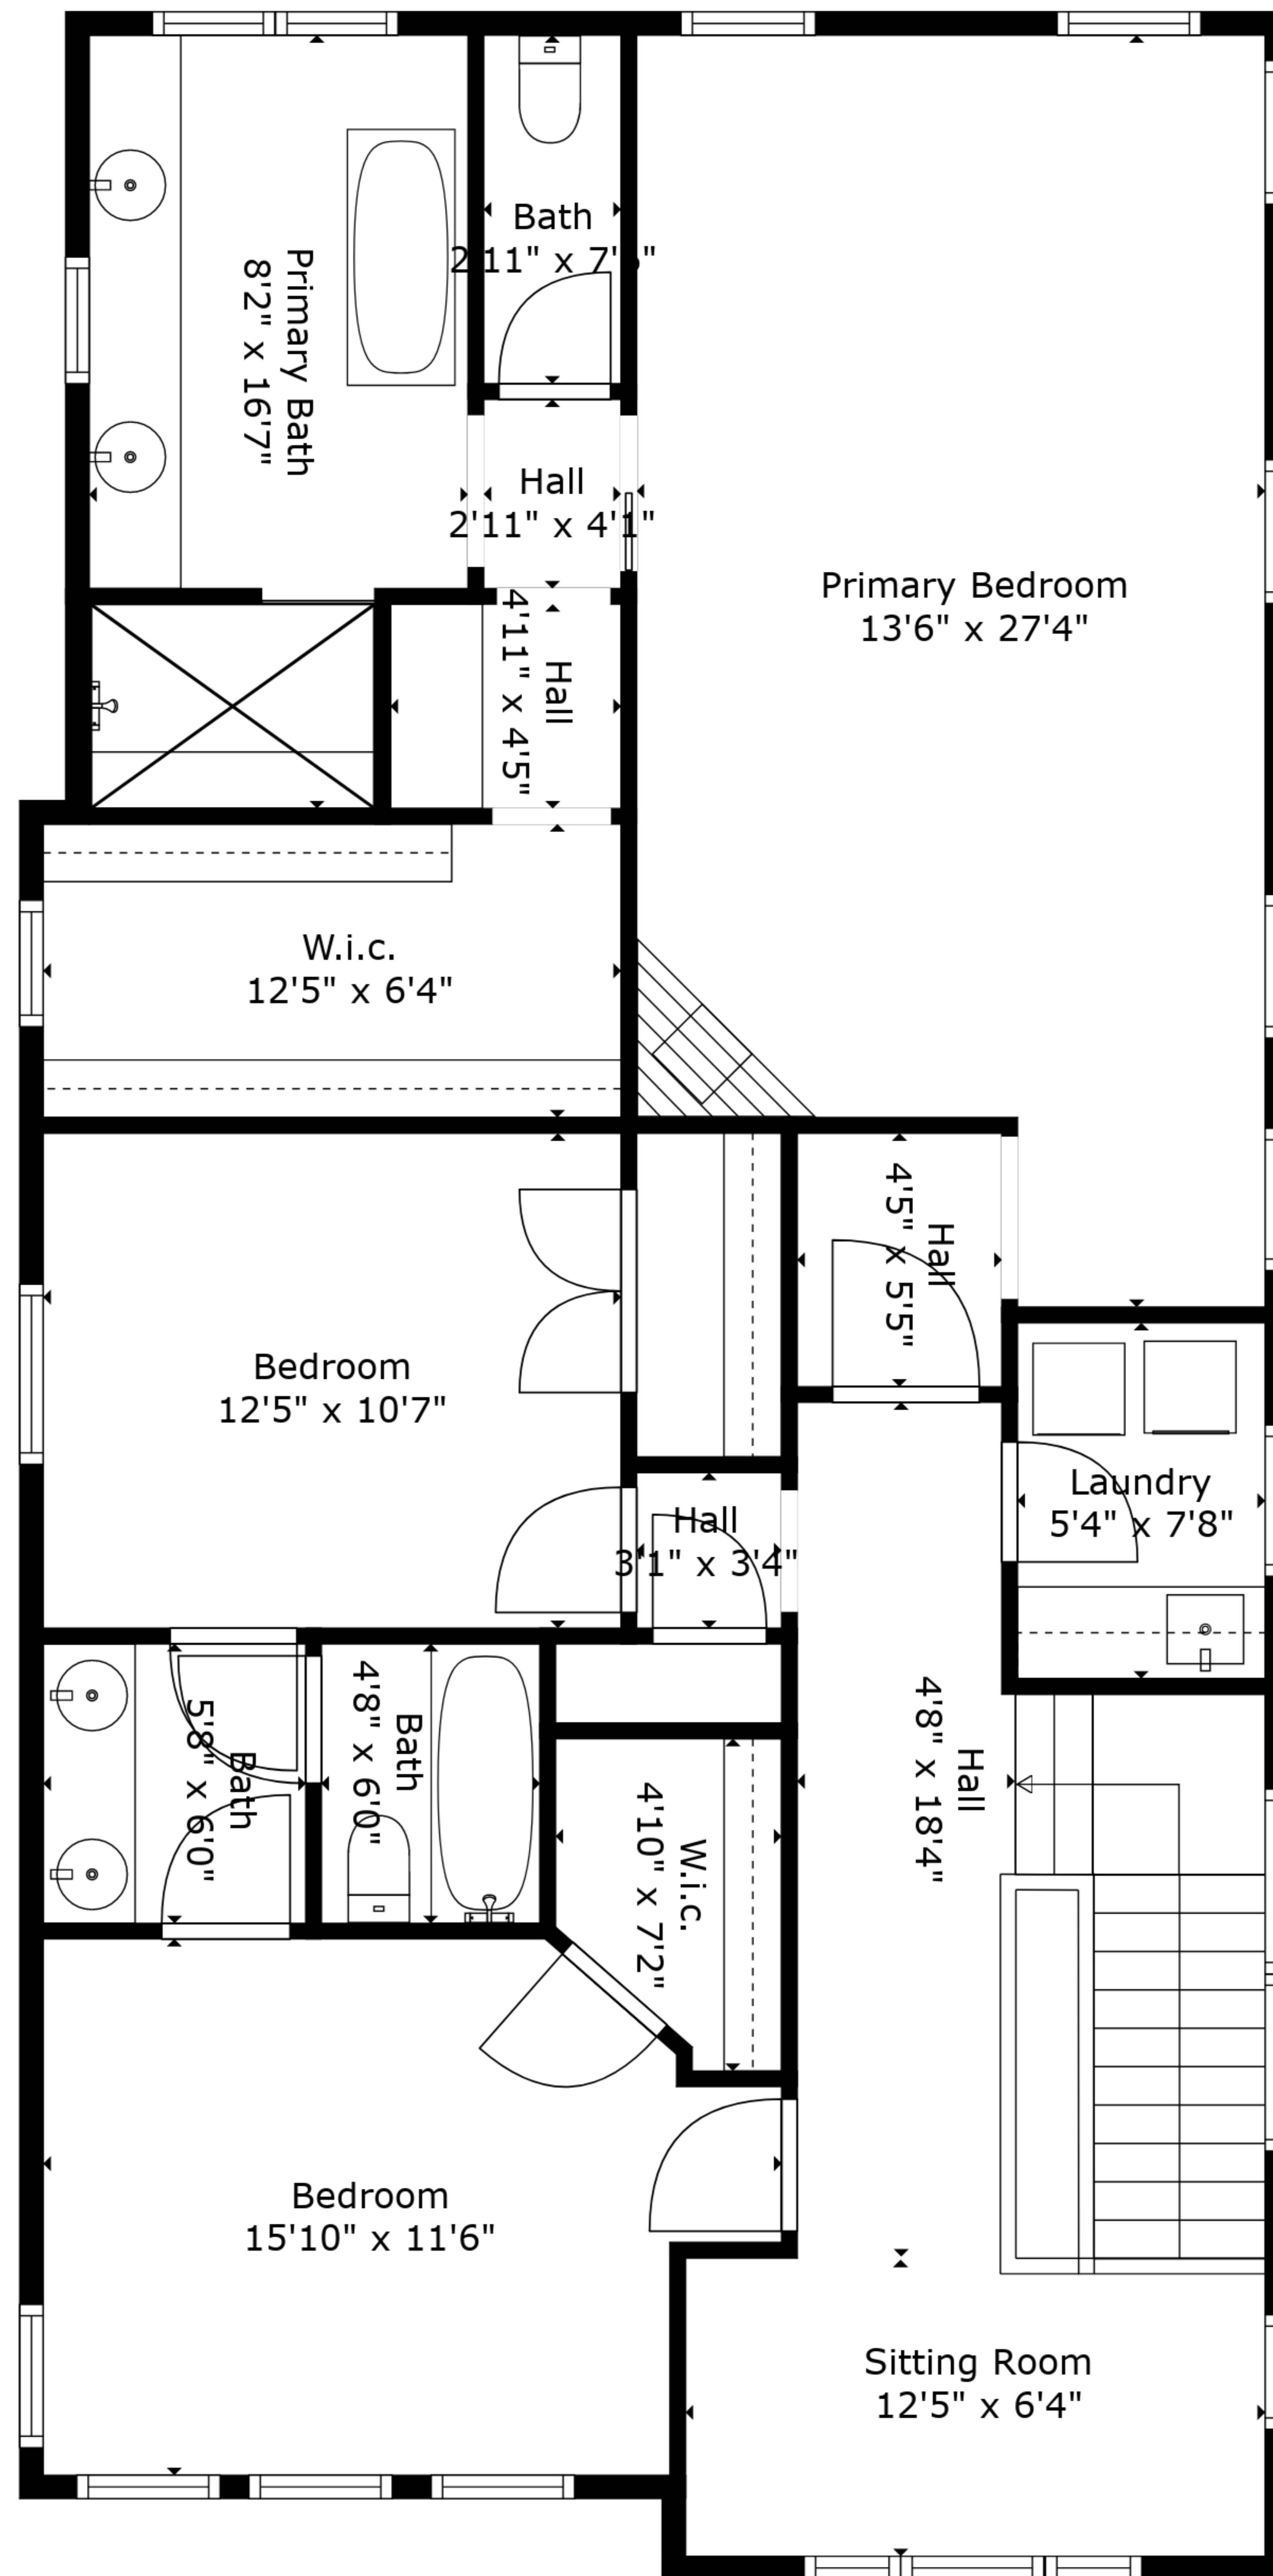 Bath
2'11" x 7'6"
Primary Bath
8'2" x 16'7"
Hall
2'11" x 4'1"
Primary Bedroom
13'6" x 27'4"
Hall
4'11" x 4'5"
W.i.c.
12'5" x 6'4"
Hall
4'5" x 5'5"
Bedroom
12'5" x 10'7"
Laundry
5'4" x 7'8"
Hall
3'1" x 3'4"
Bath
4'8" x 6'0"
Bath
5'8" x 6'0"
Hall
4'8" x 18'4"
W.i.c.
4'10" x 7'2"
Bedroom
15'10" x 11'6"
Sitting Room
12'5" x 6'4"